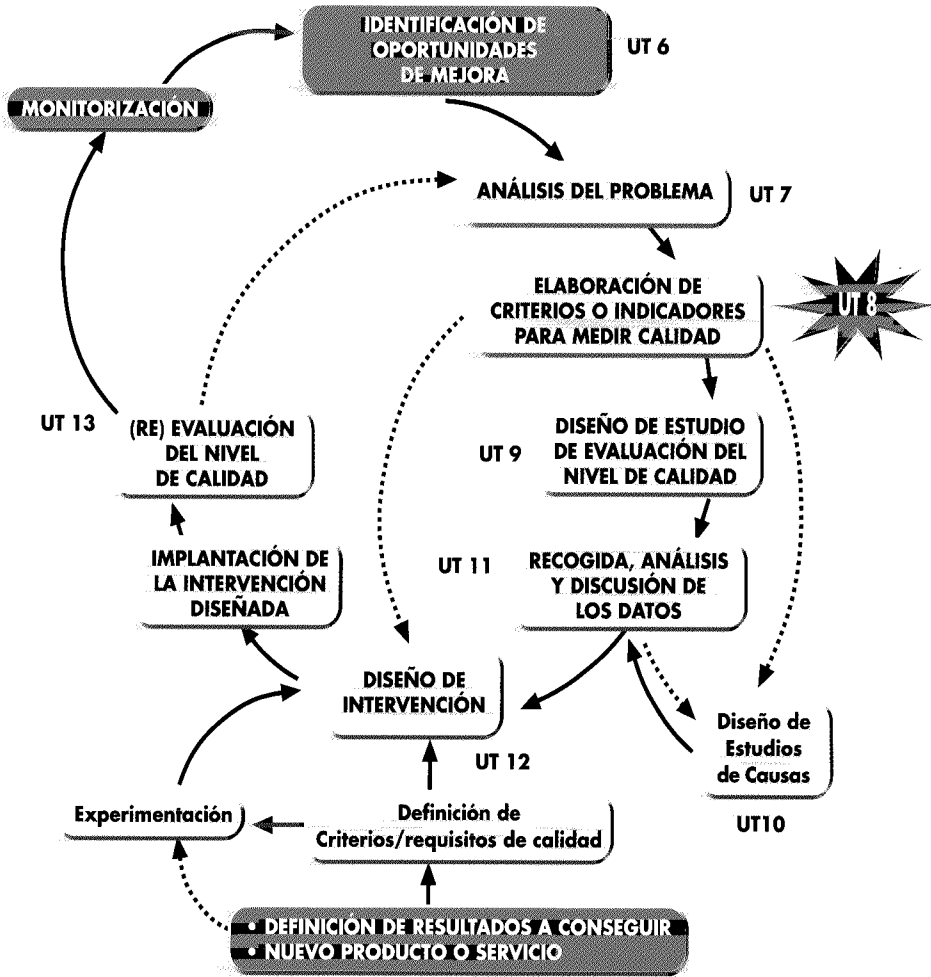 IDENTIFICACIÓN DE
OPORTUNIDADES
DE MEJORA
UT 6
MONITORIZACIÓN
ANÁLISIS DEL PROBLEMA
UT 7
ELABORACIÓN DE
CRITERIOS O INDICADORES
PARA MEDIR CALIDAD
UT 8
UT 13
(RE) EVALUACIÓN
DEL NIVEL
DE CALIDAD
UT 9
DISEÑO DE ESTUDIO
DE EVALUACIÓN DEL
NIVEL DE CALIDAD
IMPLANTACIÓN DE
LA INTERVENCIÓN
DISEÑADA
UT 11
RECOGIDA, ANÁLISIS
Y DISCUSIÓN DE
LOS DATOS
DISEÑO DE
INTERVENCIÓN
UT 12
Diseño de
Estudios
de Causas
UT10
Experimentación
Definición de
Criterios/requisitos de calidad
• DEFINICIÓN DE RESULTADOS A CONSEGUIR
• NUEVO PRODUCTO O SERVICIO